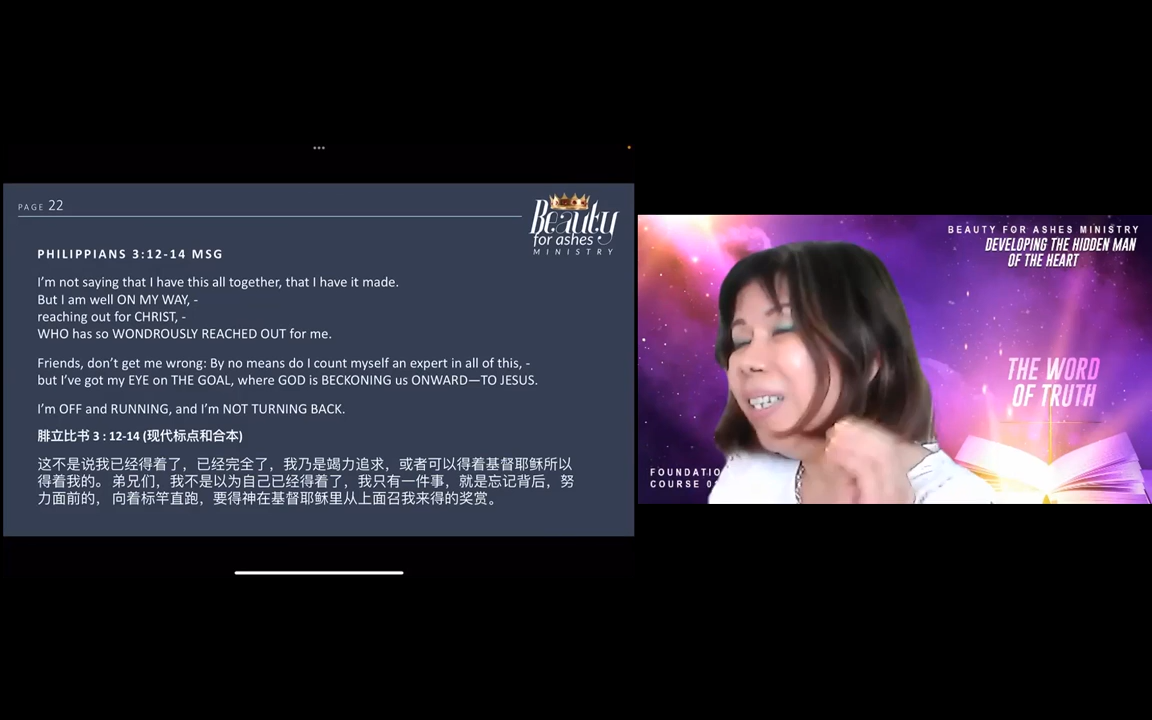 PAGE 22
Beauty
for ashes
MINISTRY
PHILIPPIANS 3:12-14 MSG
I'm not saying that I have this all together, that I have it made.
But I am well ON MY WAY, -
reaching out for CHRIST, -
WHO has so WONDROUSLY REACHED OUT for me.
Friends, don't get me wrong: By no means do I count myself an expert in all of this, -
but I've got my EYE on THE GOAL, where GOD is BECKONING us ONWARD—TO JESUS.
I'm OFF and RUNNING, and I'm NOT TURNING BACK.
腓立比书 3 : 12-14 (现代标点和合本)
这不是说我已经得着了，已经完全了，我乃是竭力追求，或者可以得着基督耶稣所以
得着我的。弟兄们，我不是以为自己已经得着了，我只有一件事，就是忘记背后，努
力面前的， 向着标竿直跑，要得神在基督耶稣里从上面召我来得的奖赏。
BEAUTY FOR ASHES MINISTRY
DEVELOPING THE HIDDEN MAN
OF THE HEART
THE WORD
OF TRUTH
FOUNDATIO
COURSE 0